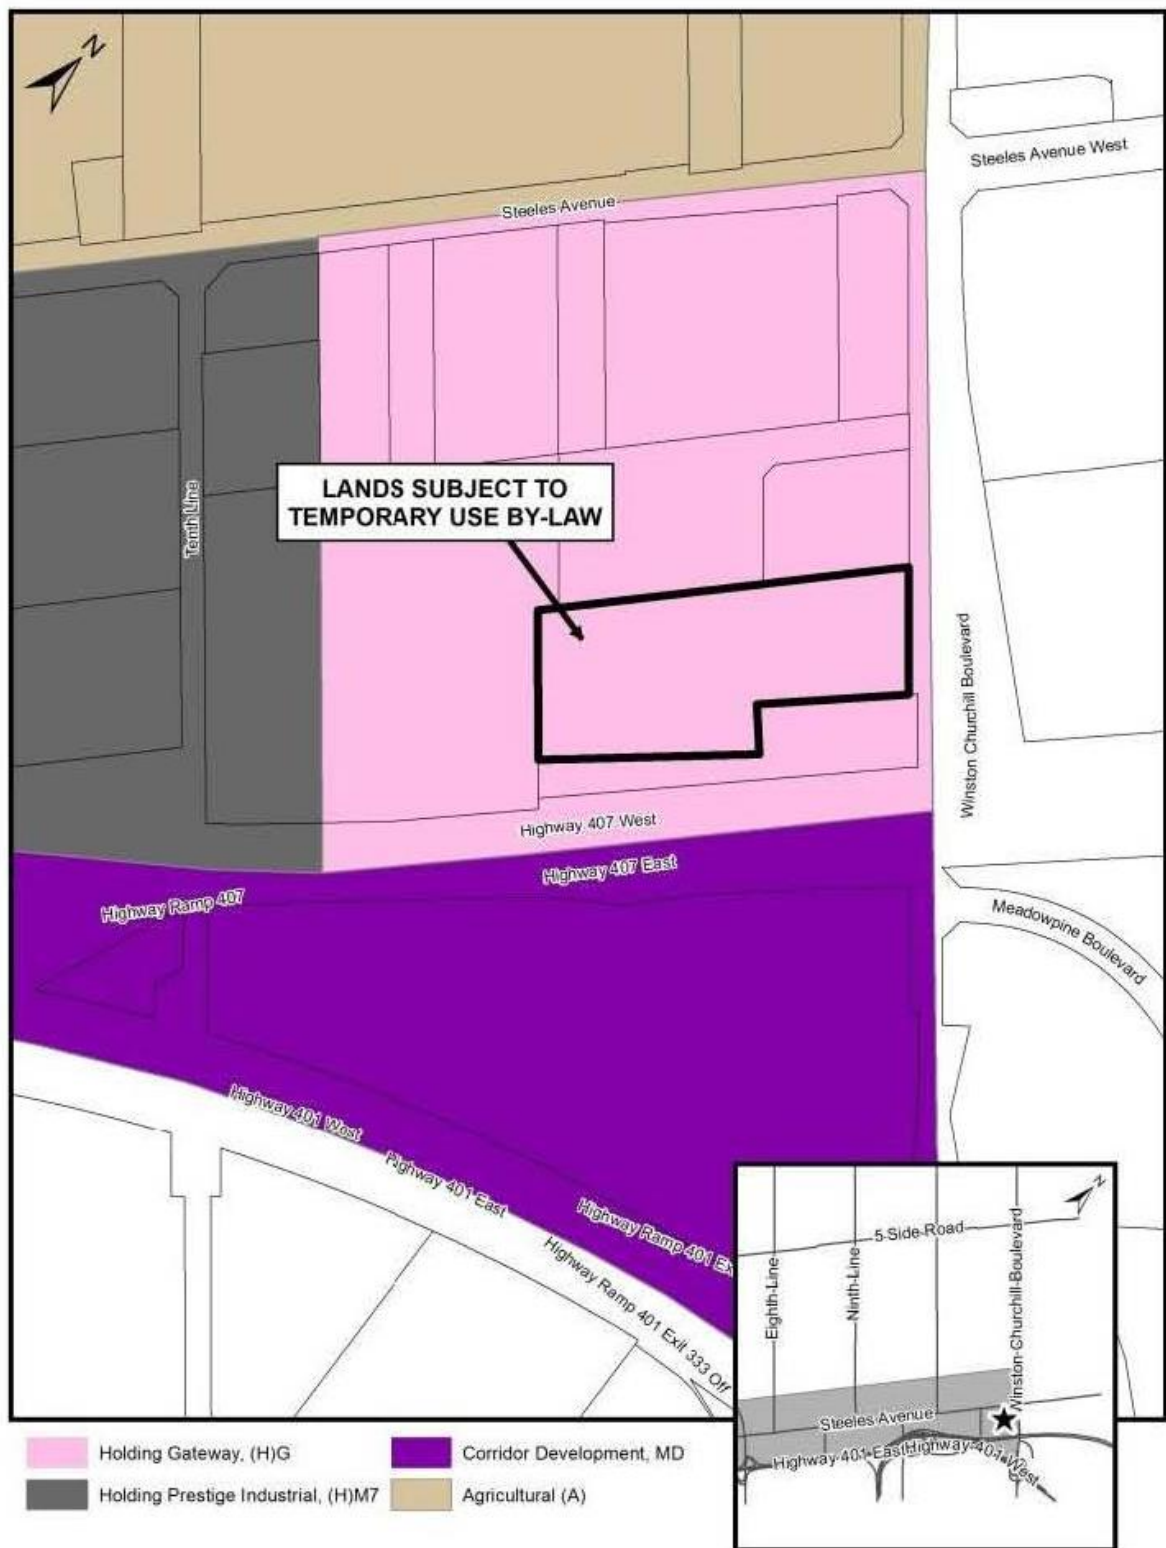 N
Steeles Avenue West
Steeles Avenue
LANDS SUBJECT TO
TEMPORARY USE BY-LAW
Tenth Line
Winston Churchill Boulevard
Highway 407 West
Highway 407 East
Highway Ramp 407
Meadowpine Boulevard
Highway 401 West
Highway 401 East
Highway Ramp 401 Ex
Highway Ramp 401 Exit 333 Off
N
5 Side Road
Eighth Line
Ninth Line
Winston Churchill Boulevard
Steeles Avenue
Highway 401 East
Highway 401 West
Holding Gateway, (H)G
Corridor Development, MD
Holding Prestige Industrial, (H)M7
Agricultural (A)